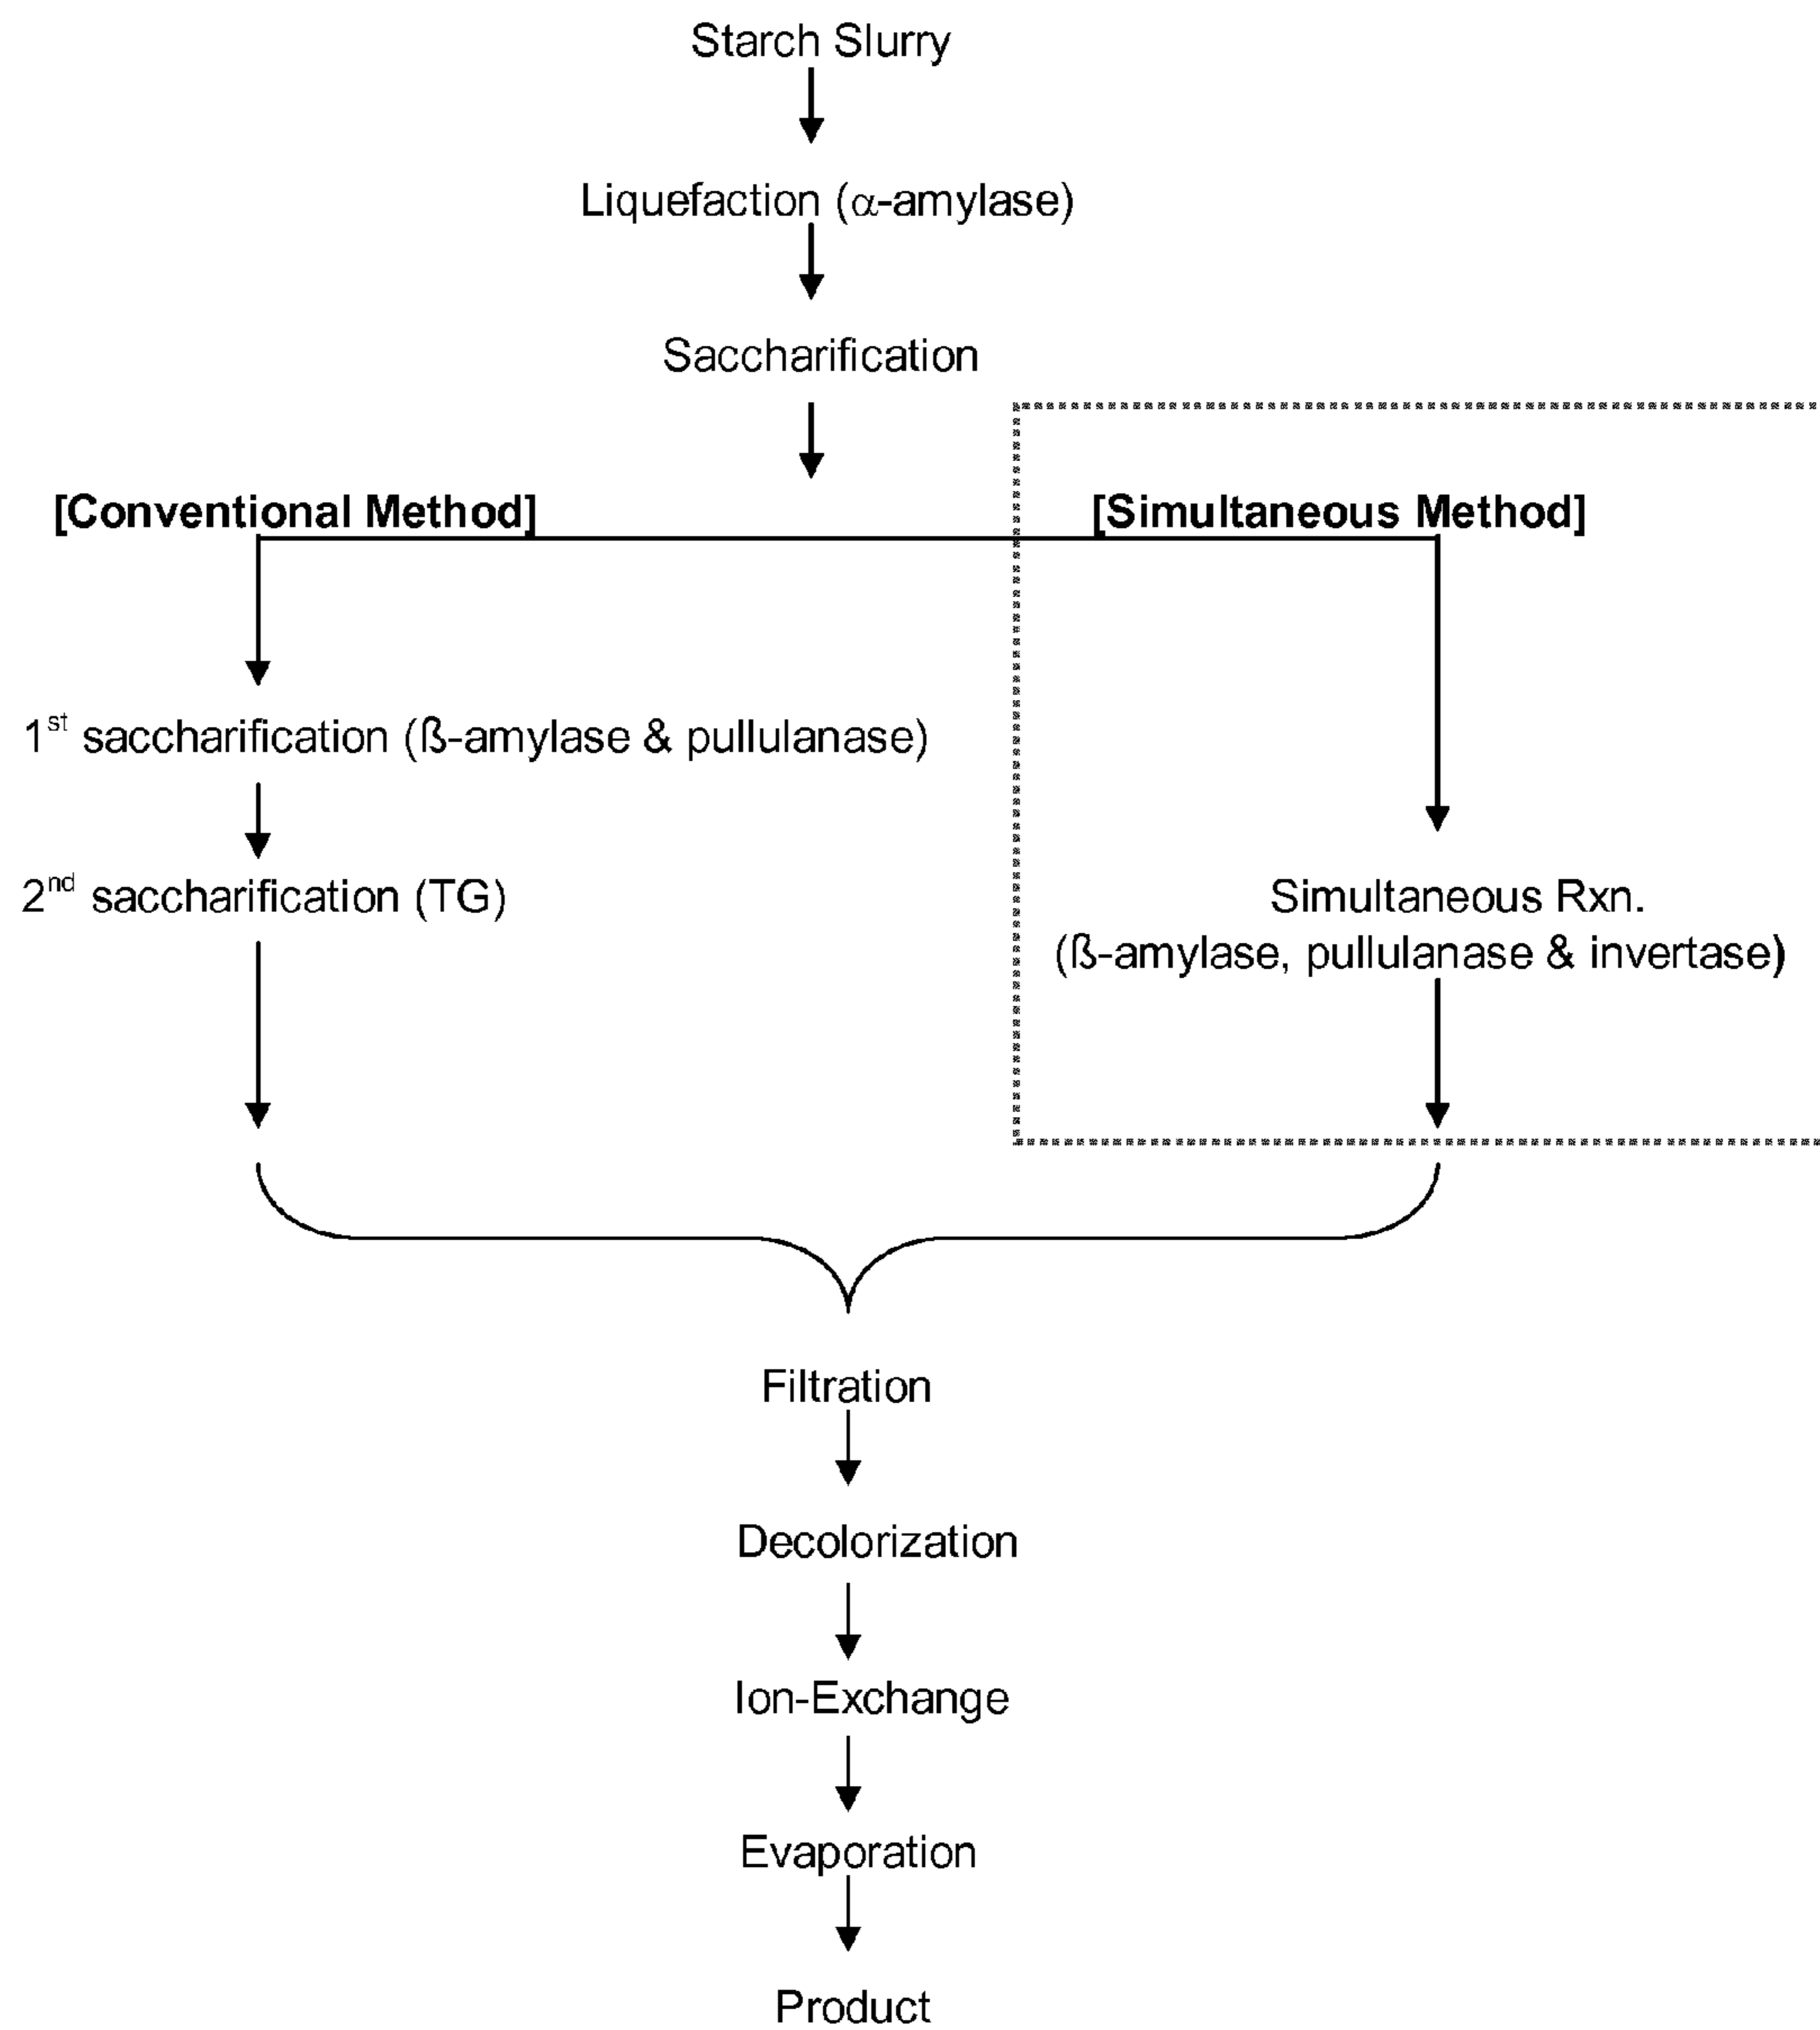 Starch Slurry
Liquefaction (α-amylase)
Saccharification
[Conventional Method]
[Simultaneous Method]
1st saccharification (ß-amylase & pullulanase)
2nd saccharification (TG)
Simultaneous Rxn.
(ß-amylase, pullulanase & invertase)
Filtration
Decolorization
Ion-Exchange
Evaporation
Product